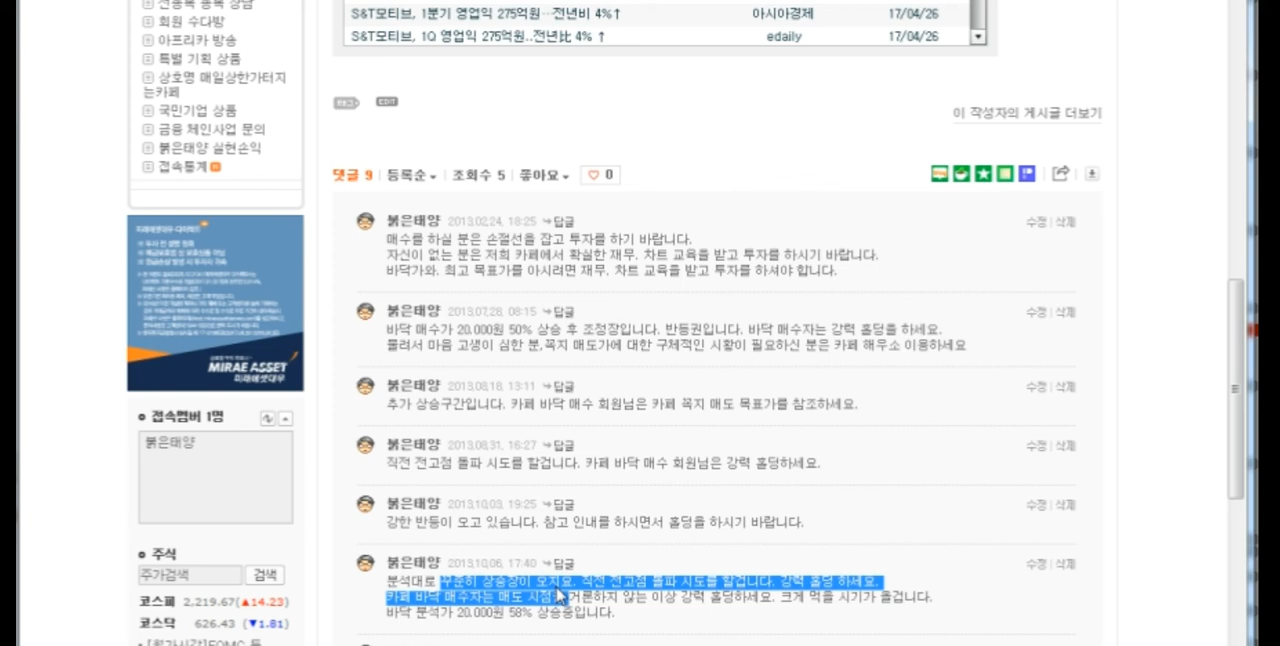 전종목 종목 상담
회원 수다방
아프리카 방송
특별 기획 상품
상호명 매일상한가터지
는카페
국민기업 상품
금융 체인사업 문의
붉은태양 실현손익
접속통계
MIRAE ASSET
미래에셋대우
접속멤버 1명
붉은태양
주식
주가검색 검색
코스피 2,219.67(▲14.23)
코스닥 626.43 (▼1.81)
S&T모티브, 1분기 영업익 275억원…전년비 4%↑ 아시아경제 17/04/26
S&T모티브, 1Q 영업익 275억원..전년比 4% ↑ edaily 17/04/26
EDIT
이 작성자의 게시글 더보기
댓글 9 등록순 조회수 5 좋아요 0
붉은태양 2013.02.24. 18:25 답글 수정 | 삭제
매수를 하실 분은 손절선을 잡고 투자를 하기 바랍니다.
자신이 없는 분은 저희 카페에서 확실한 재무. 차트 교육을 받고 투자를 하시기 바랍니다.
바닥가와. 최고 목표가를 아시려면 재무. 차트 교육을 받고 투자를 하셔야 합니다.
붉은태양 2013.07.28. 08:15 답글 수정 | 삭제
바닥 매수가 20.000원 50% 상승 후 조정장입니다. 반등권입니다. 바닥 매수자는 강력 홀딩을 하세요.
물려서 마음 고생이 심한 분,꼭지 매도가에 대한 구체적인 시황이 필요하신 분은 카페 해우소 이용하세요
붉은태양 2013.08.18. 13:11 답글 수정 | 삭제
추가 상승구간입니다. 카페 바닥 매수 회원님은 카페 꼭지 매도 목표가를 참조하세요.
붉은태양 2013.08.31. 16:27 답글 수정 | 삭제
직전 전고점 돌파 시도를 할겁니다. 카페 바닥 매수 회원님은 강력 홀딩하세요.
붉은태양 2013.10.03. 19:25 답글 수정 | 삭제
강한 반등이 오고 있습니다. 참고 인내를 하시면서 홀딩을 하시기 바랍니다.
붉은태양 2013.10.06. 17:40 답글 수정 | 삭제
분석대로 꾸준히 상승장이 오지요. 직전 전고점 돌파 시도를 할겁니다. 강력 홀딩 하세요.
카페 바닥 매수자는 매도 시점을 거론하지 않는 이상 강력 홀딩하세요. 크게 먹을 시기가 올겁니다.
바닥 분석가 20.000원 58% 상승중입니다.